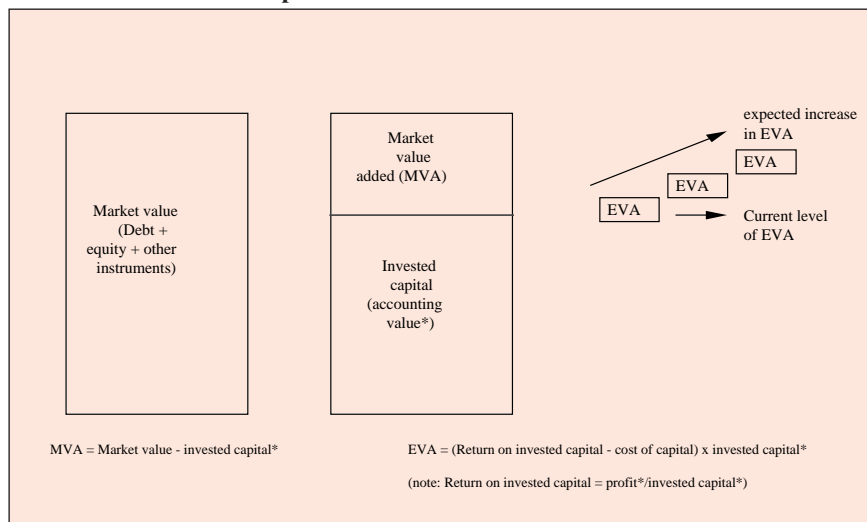 Market value
(Debt +
equity + other
instruments)
Market
value
added (MVA)
Invested
capital
(accounting
value*)
expected increase
in EVA
EVA
EVA
EVA
Current level
of EVA
MVA = Market value - invested capital*
EVA = (Return on invested capital - cost of capital) x invested capital*
(note: Return on invested capital = profit*/invested capital*)